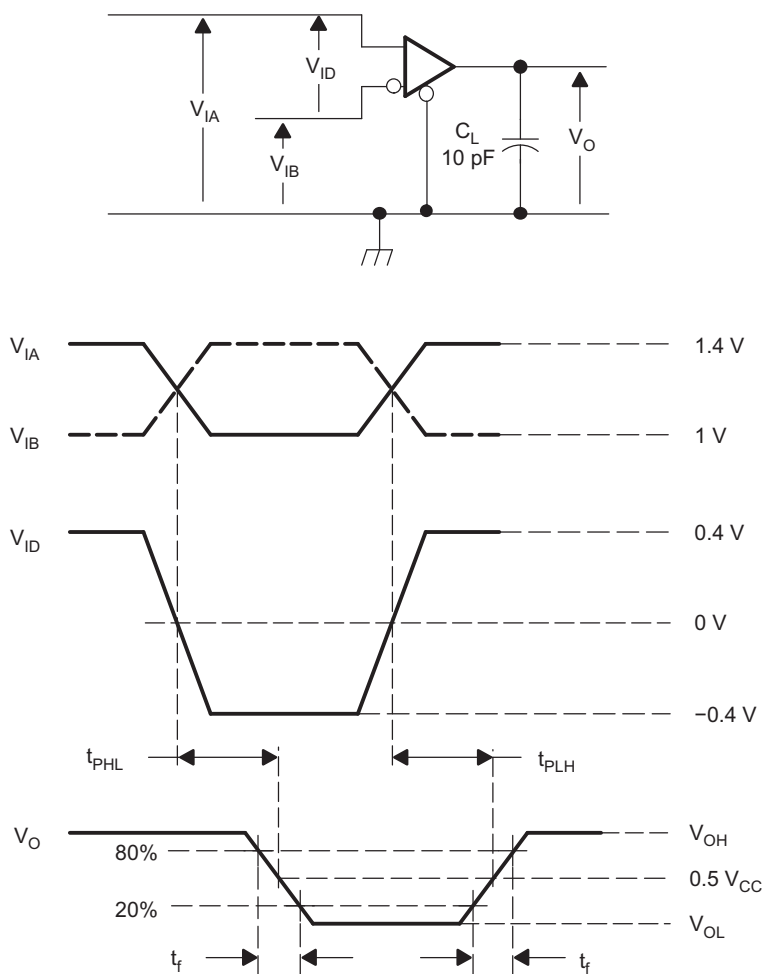 V_ID
V_IA
V_IB
C_L
10 pF
V_O
V_IA
1.4 V
V_IB
1 V
V_ID
0.4 V
0 V
−0.4 V
t_PHL
t_PLH
V_O
V_OH
80%
0.5 V_CC
20%
V_OL
t_f
t_f